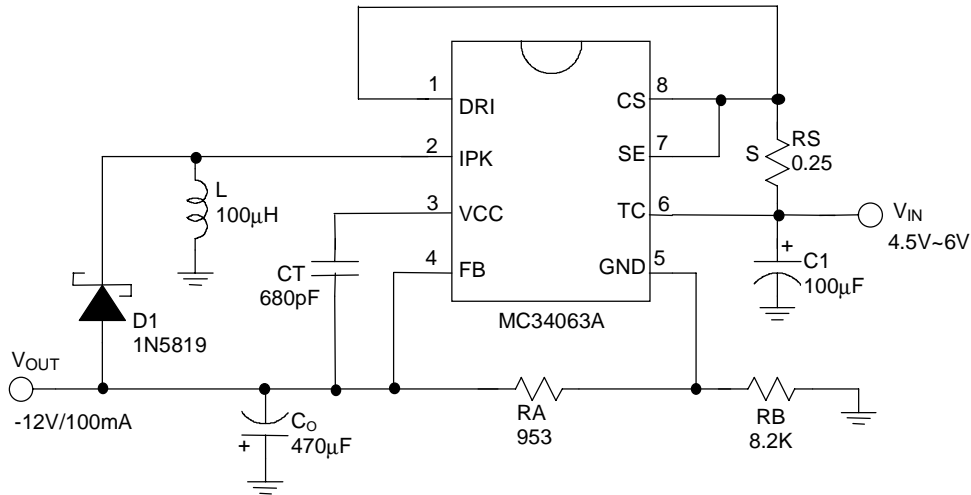 1
DRI
CS
8
2
IPK
SE
7
S
RS
0.25
L
100µH
3
VCC
TC
6
VIN
4.5V~6V
CT
680pF
4
FB
GND
5
+
C1
100µF
MC34063A
D1
1N5819
VOUT
-12V/100mA
+
CO
470µF
RA
953
RB
8.2K